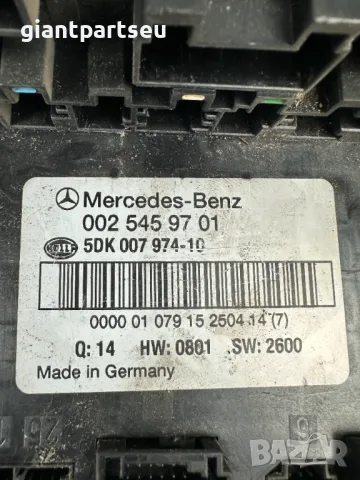 giantpartseu
Mercedes-Benz
002 545 97 01
HELLA 5DK 007 974-10
0000 01 079 15 2504 14 (7)
Q: 14 HW: 0801 SW: 2600
Made in Germany
bazar